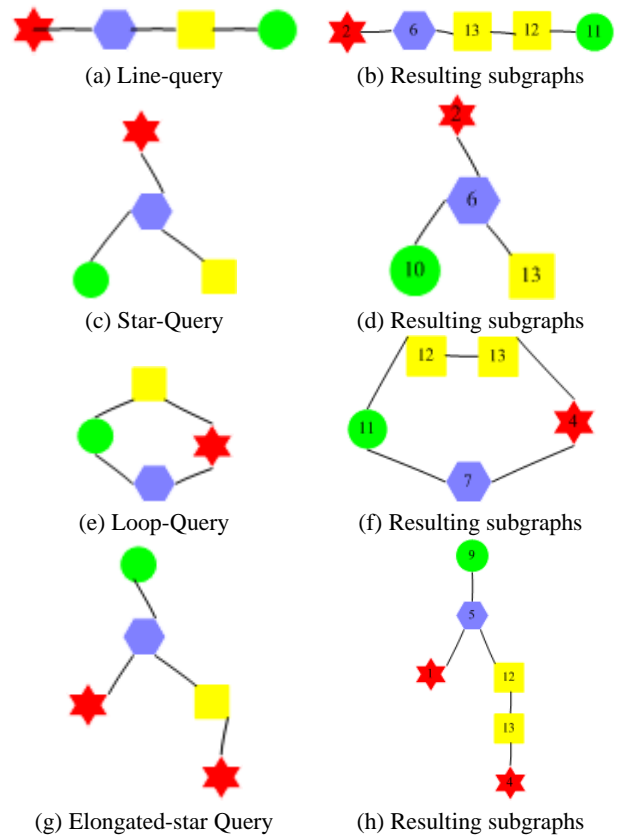 2 6 13 12 11
(a) Line-query (b) Resulting subgraphs
2
6
10 13
(c) Star-Query (d) Resulting subgraphs
12 13
11 4
7
(e) Loop-Query (f) Resulting subgraphs
9
5
1 12
13
4
(g) Elongated-star Query (h) Resulting subgraphs